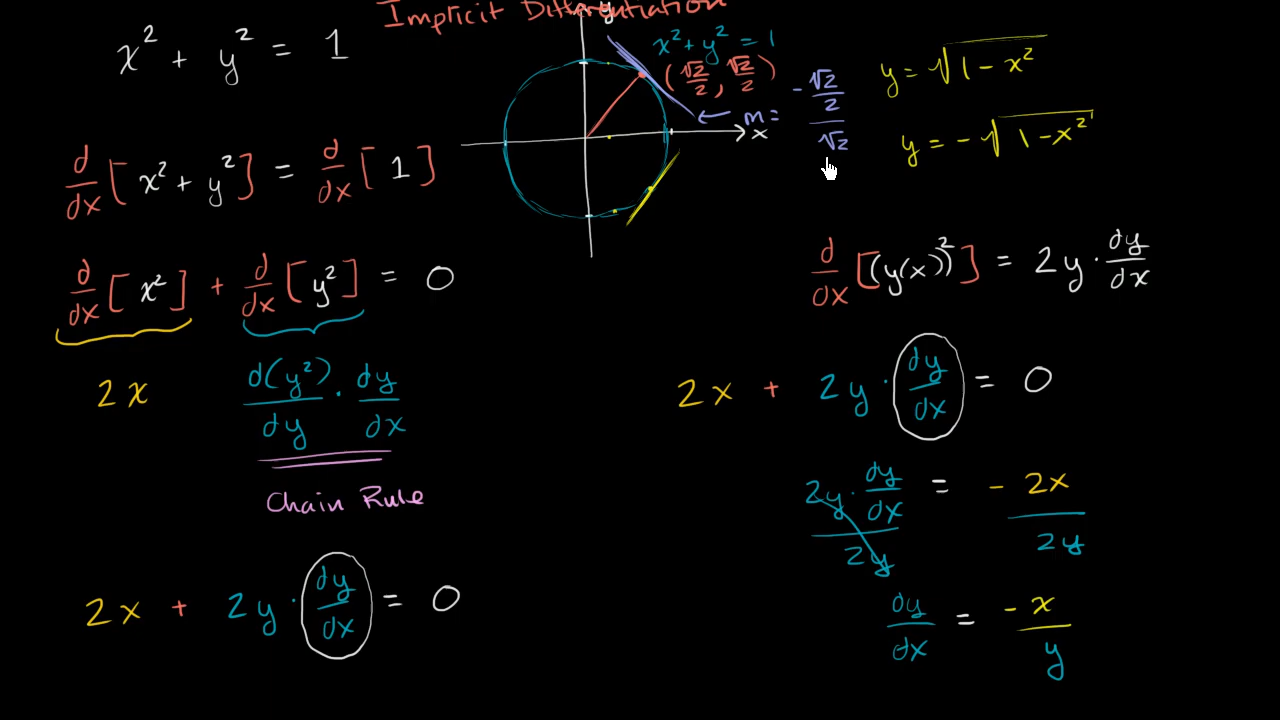 Implicit Differentiation
x² + y² = 1
y
x² + y² = 1
(√2/2, √2/2)
m = (-√2/2)/√2
x
y = √(1 - x²)
y = -√(1 - x²)
d/dx [x² + y²] = d/dx [1]
d/dx [x²] + d/dx [y²] = 0
2x
d(y²)/dy · dy/dx
Chain Rule
2x + 2y · dy/dx = 0
d/dx [(y(x))²] = 2y · dy/dx
2x + 2y · dy/dx = 0
(2y · dy/dx)/2y = -2x/2y
dy/dx = -x/y